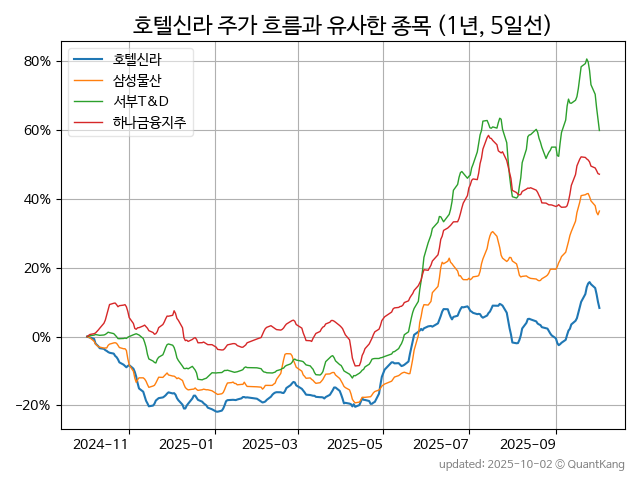 호텔신라 주가 흐름과 유사한 종목 (1년, 5일선)
호텔신라
삼성물산
서부T&D
하나금융지주
80%
60%
40%
20%
0%
−20%
2024-11 2025-01 2025-03 2025-05 2025-07 2025-09
updated: 2025-10-02 © QuantKang